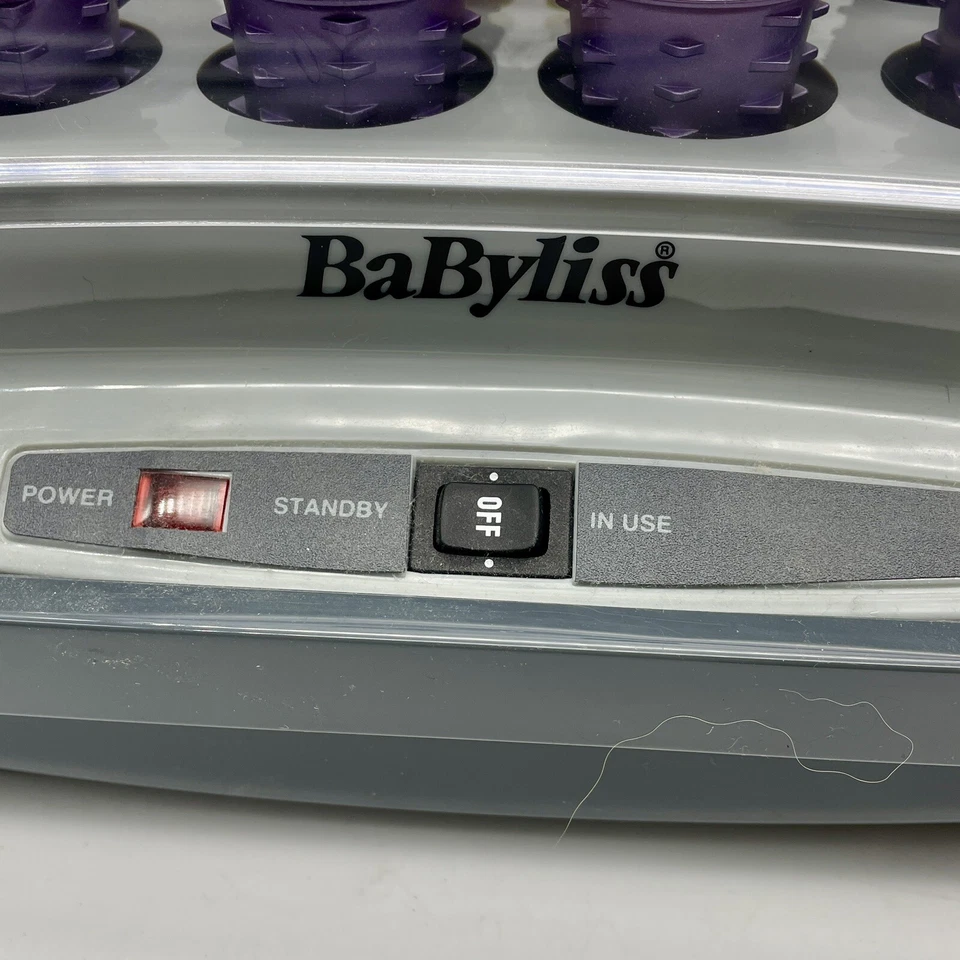 BaByliss®
POWER
STANDBY
OFF
IN USE